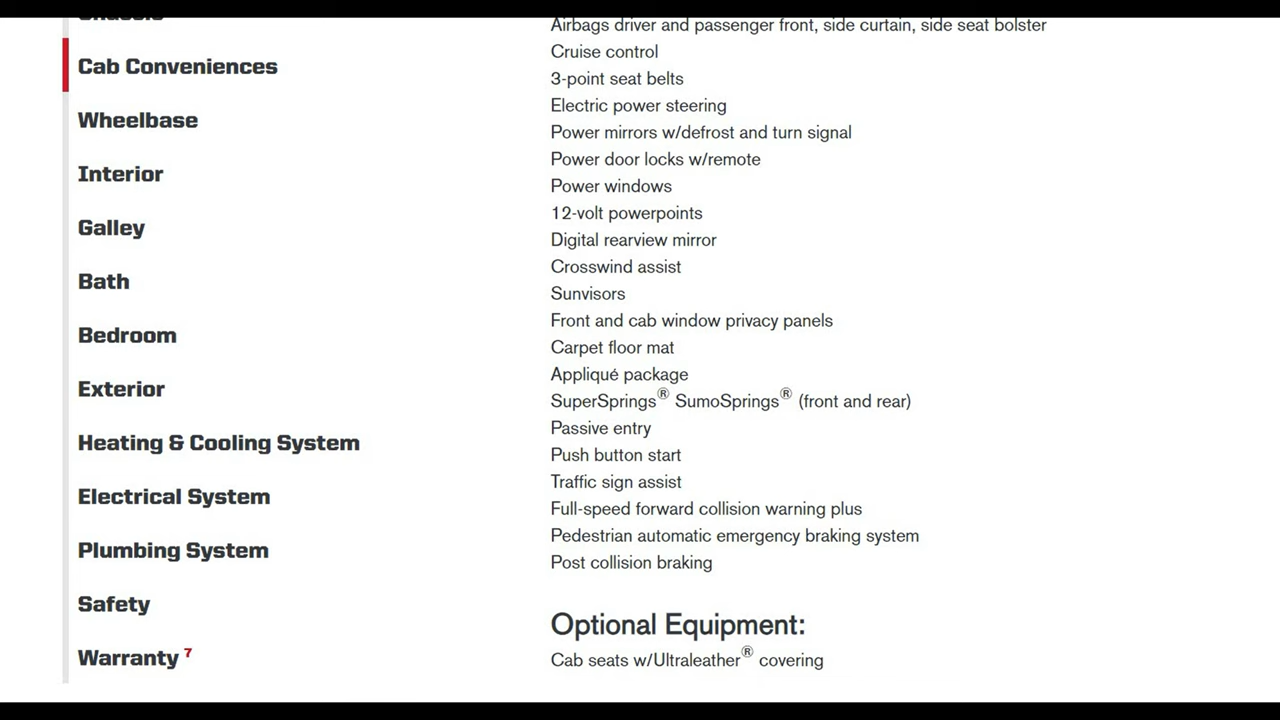 Chassis
Cab Conveniences
Wheelbase
Interior
Galley
Bath
Bedroom
Exterior
Heating & Cooling System
Electrical System
Plumbing System
Safety
Warranty 7
Airbags driver and passenger front, side curtain, side seat bolster
Cruise control
3-point seat belts
Electric power steering
Power mirrors w/defrost and turn signal
Power door locks w/remote
Power windows
12-volt powerpoints
Digital rearview mirror
Crosswind assist
Sunvisors
Front and cab window privacy panels
Carpet floor mat
Appliqué package
SuperSprings® SumoSprings® (front and rear)
Passive entry
Push button start
Traffic sign assist
Full-speed forward collision warning plus
Pedestrian automatic emergency braking system
Post collision braking
Optional Equipment:
Cab seats w/Ultraleather® covering